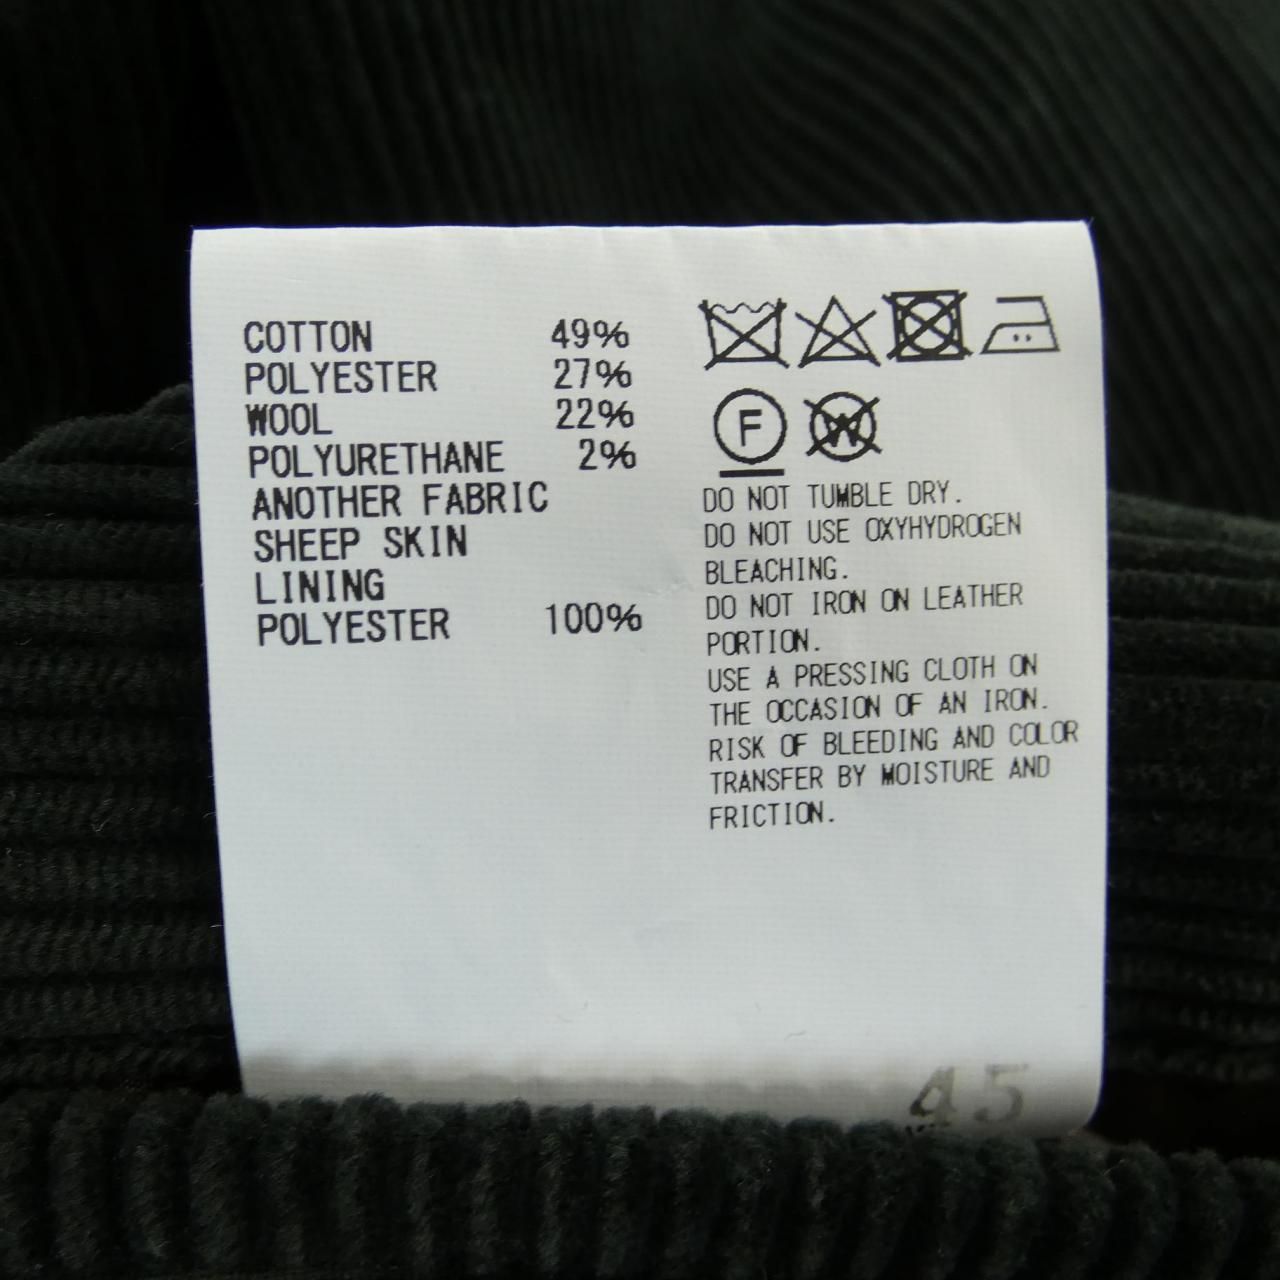 COTTON 49%
POLYESTER 27%
WOOL 22%
POLYURETHANE 2%
ANOTHER FABRIC
SHEEP SKIN
LINING
POLYESTER 100%
F W
DO NOT TUMBLE DRY.
DO NOT USE OXYHYDROGEN
BLEACHING.
DO NOT IRON ON LEATHER
PORTION.
USE A PRESSING CLOTH ON
THE OCCASION OF AN IRON.
RISK OF BLEEDING AND COLOR
TRANSFER BY MOISTURE AND
FRICTION.
45